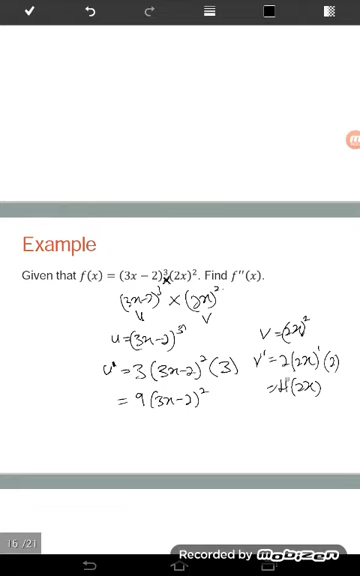 Example
Given that f(x) = (3x − 2)³(2x)². Find f″(x).
(3x-2)³ × (2x)²
u v
u = (3x-2)³
v = (2x)²
u' = 3(3x-2)²(3)
v' = 2(2x)'(2)
= 9(3x-2)²
= 4(2x)
16 /21
Recorded by Mobizen